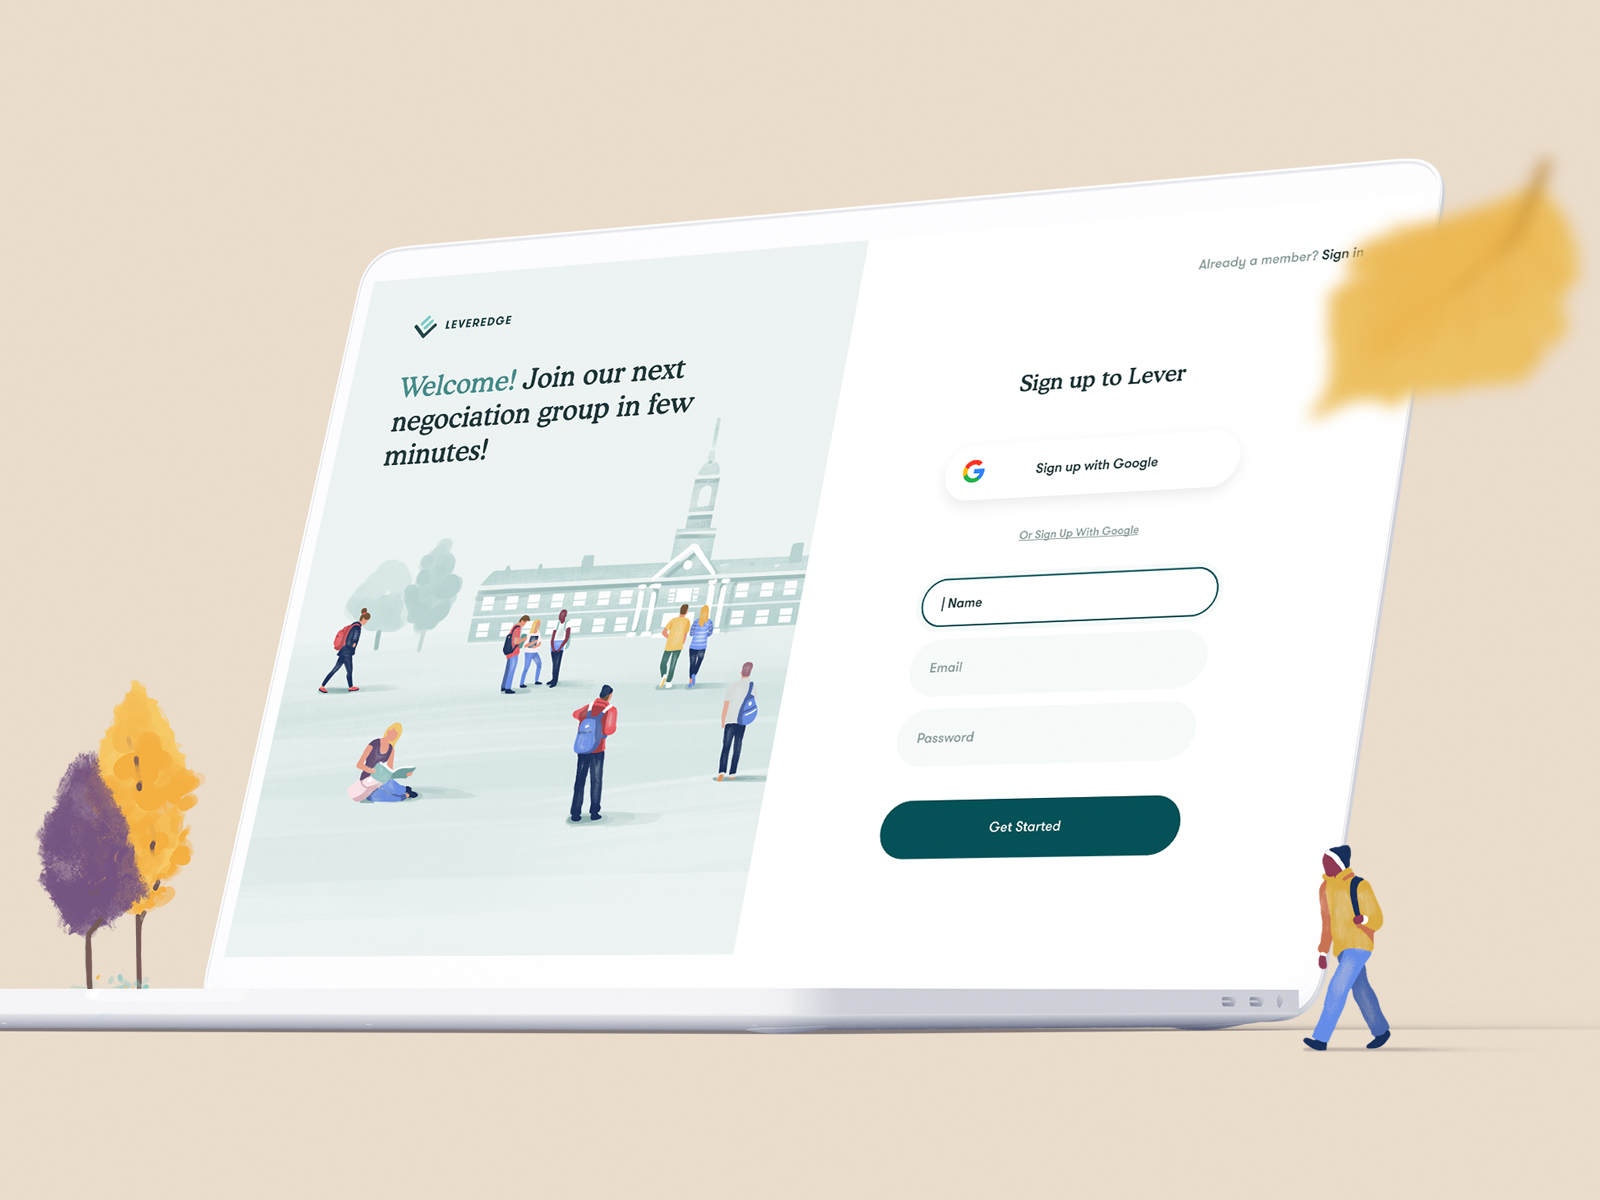 LEVEREDGE
Welcome! Join our next
negociation group in few
minutes!
Already a member? Sign in
Sign up to Lever
Sign up with Google
Or Sign Up With Google
Name
Email
Password
Get Started